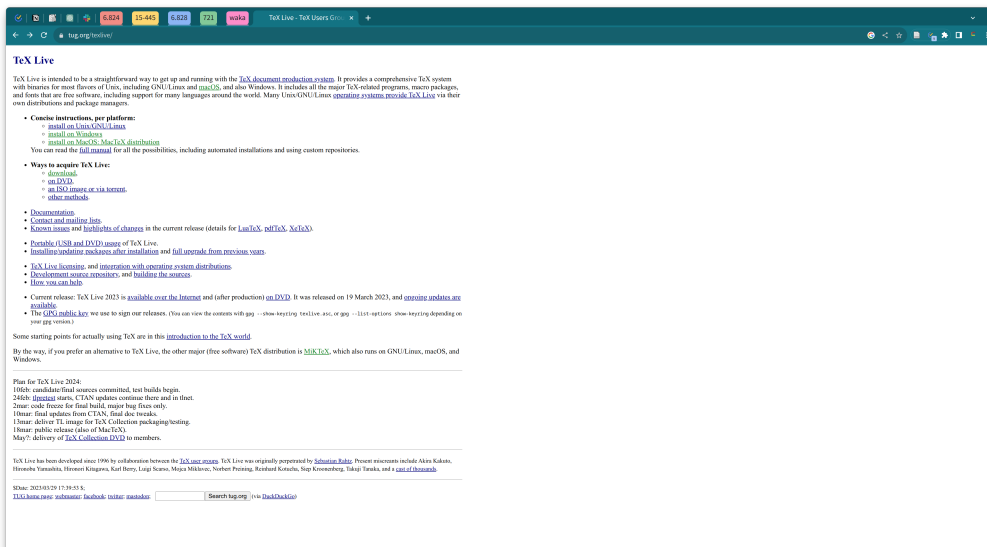 6.824
15-445
6.828
721
waka
TeX Live - TeX Users Grou
tug.org/texlive/
TeX Live
TeX Live is intended to be a straightforward way to get up and running with the TeX document production system. It provides a comprehensive TeX system
with binaries for most flavors of Unix, including GNU/Linux and macOS, and also Windows. It includes all the major TeX-related programs, macro packages,
and fonts that are free software, including support for many languages around the world. Many Unix/GNU/Linux operating systems provide TeX Live via their
own distributions and package managers.
• Concise instructions, per platform:
◦ install on Unix/GNU/Linux
◦ install on Windows
◦ install on MacOS: MacTeX distribution
You can read the full manual for all the possibilities, including automated installations and using custom repositories.
• Ways to acquire TeX Live:
◦ download,
◦ on DVD,
◦ an ISO image or via torrent,
◦ other methods.
• Documentation.
• Contact and mailing lists.
• Known issues and highlights of changes in the current release (details for LuaTeX, pdfTeX, XeTeX).
• Portable (USB and DVD) usage of TeX Live.
• Installing/updating packages after installation and full upgrade from previous years.
• TeX Live licensing, and integration with operating system distributions.
• Development source repository, and building the sources.
• How you can help.
• Current release: TeX Live 2023 is available over the Internet and (after production) on DVD. It was released on 19 March 2023, and ongoing updates are
available.
• The GPG public key we use to sign our releases. (You can view the contents with gpg --show-keyring texlive.asc, or gpg --list-options show-keyring depending on
your gpg version.)
Some starting points for actually using TeX are in this introduction to the TeX world.
By the way, if you prefer an alternative to TeX Live, the other major (free software) TeX distribution is MiKTeX, which also runs on GNU/Linux, macOS, and
Windows.
Plan for TeX Live 2024:
10feb: candidate/final sources committed, test builds begin.
24feb: tlpretest starts, CTAN updates continue there and in tlnet.
2mar: code freeze for final build, major bug fixes only.
10mar: final updates from CTAN, final doc tweaks.
13mar: deliver TL image for TeX Collection packaging/testing.
18mar: public release (also of MacTeX).
May?: delivery of TeX Collection DVD to members.
TeX Live has been developed since 1996 by collaboration between the TeX user groups. TeX Live was originally perpetrated by Sebastian Rahtz. Present miscreants include Akira Kakuto,
Hironobu Yamashita, Hironori Kitagawa, Karl Berry, Luigi Scarso, Mojca Miklavec, Norbert Preining, Reinhard Kotucha, Siep Kroonenberg, Takuji Tanaka, and a cast of thousands.
$Date: 2023/03/29 17:39:53 $;
TUG home page; webmaster; facebook; twitter; mastodon; Search tug.org (via DuckDuckGo)